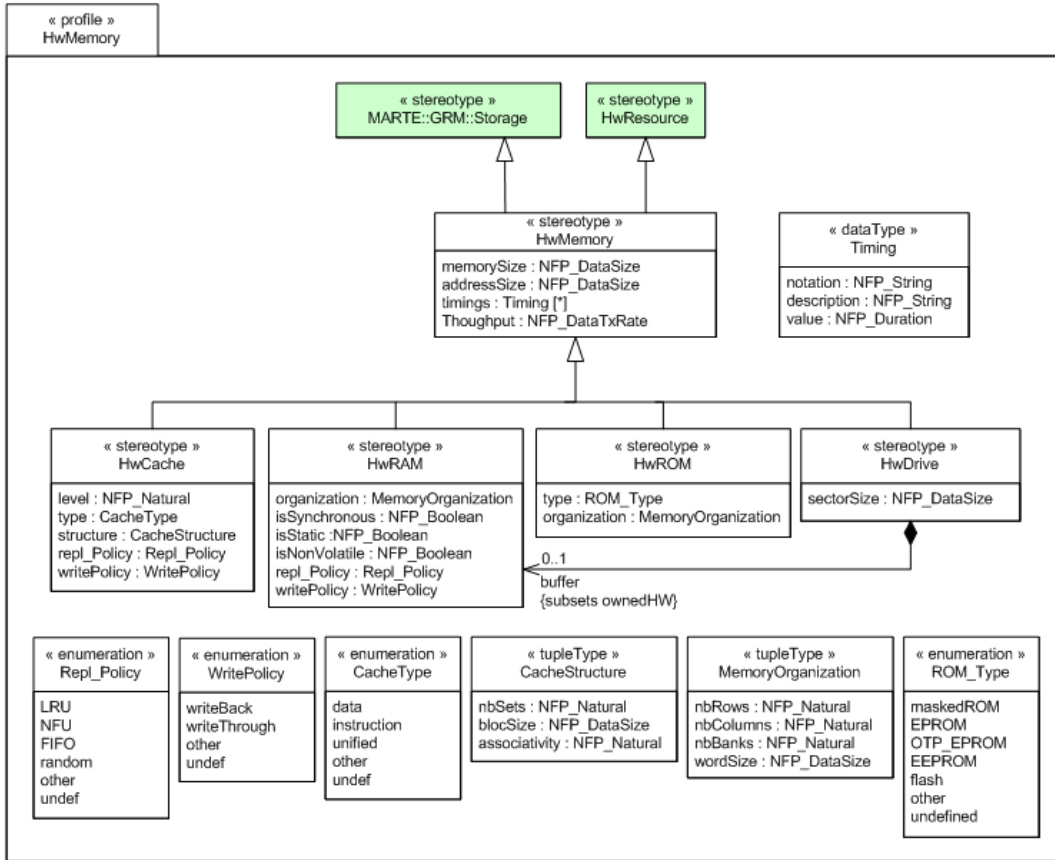 « profile »
HwMemory
« stereotype »
MARTE::GRM::Storage
« stereotype »
HwResource
« stereotype »
HwMemory
memorySize : NFP_DataSize
addressSize : NFP_DataSize
timings : Timing [*]
Thoughput : NFP_DataTxRate
« dataType »
Timing
notation : NFP_String
description : NFP_String
value : NFP_Duration
« stereotype »
HwCache
level : NFP_Natural
type : CacheType
structure : CacheStructure
repl_Policy : Repl_Policy
writePolicy : WritePolicy
« stereotype »
HwRAM
organization : MemoryOrganization
isSynchronous : NFP_Boolean
isStatic :NFP_Boolean
isNonVolatile : NFP_Boolean
repl_Policy : Repl_Policy
writePolicy : WritePolicy
« stereotype »
HwROM
type : ROM_Type
organization : MemoryOrganization
« stereotype »
HwDrive
sectorSize : NFP_DataSize
0..1
buffer
{subsets ownedHW}
« enumeration »
Repl_Policy
LRU
NFU
FIFO
random
other
undef
« enumeration »
WritePolicy
writeBack
writeThrough
other
undef
« enumeration »
CacheType
data
instruction
unified
other
undef
« tupleType »
CacheStructure
nbSets : NFP_Natural
blocSize : NFP_DataSize
associativity : NFP_Natural
« tupleType »
MemoryOrganization
nbRows : NFP_Natural
nbColumns : NFP_Natural
nbBanks : NFP_Natural
wordSize : NFP_DataSize
« enumeration »
ROM_Type
maskedROM
EPROM
OTP_EPROM
EEPROM
flash
other
undefined